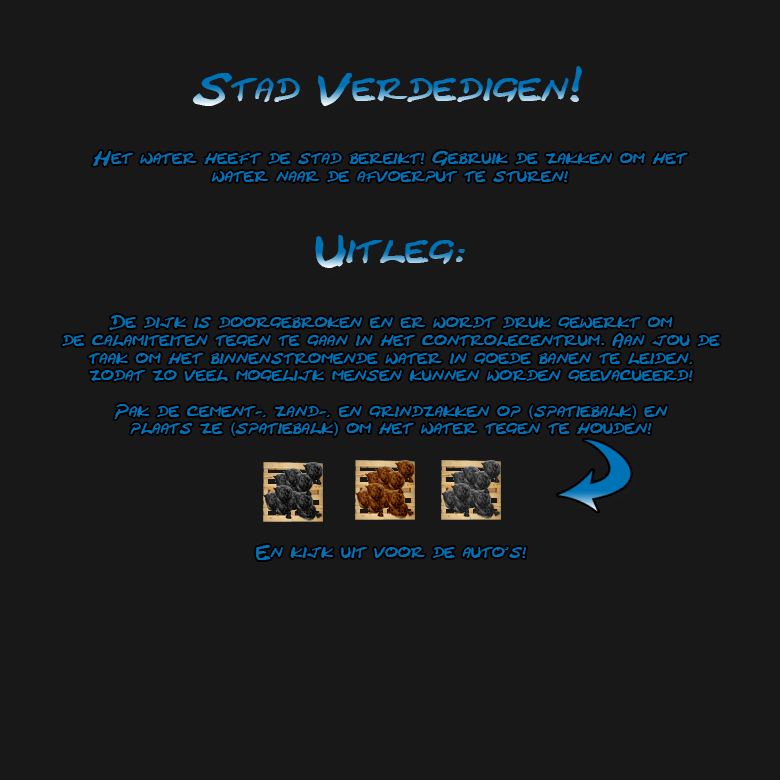 Stad Verdedigen!
Het water heeft de stad bereikt! Gebruik de zakken om het
water naar de afvoerput te sturen!
Uitleg:
De dijk is doorgebroken en er wordt druk gewerkt om
de calamiteiten tegen te gaan in het controlecentrum. Aan jou de
taak om het binnenstromende water in goede banen te leiden,
zodat zo veel mogelijk mensen kunnen worden geevacueerd!
Pak de cement-, zand-, en grindzakken op (spatiebalk) en
plaats ze (spatiebalk) om het water tegen te houden!
En kijk uit voor de auto's!